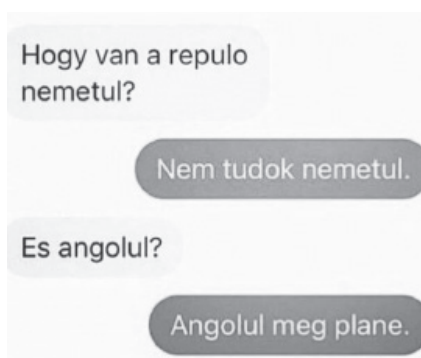 Hogy van a repulo
nemetul?
Nem tudok nemetul.
Es angolul?
Angolul meg plane.